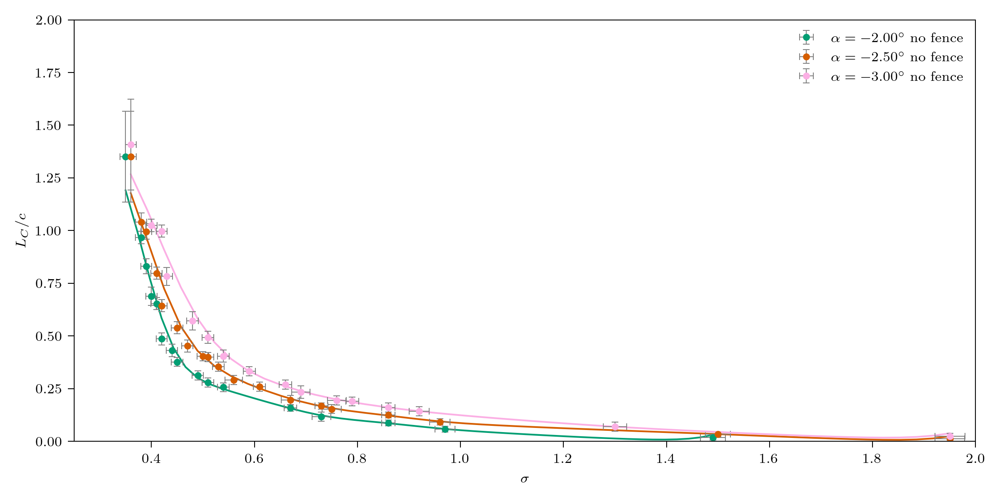 2.00
1.75
1.50
1.25
1.00
0.75
0.50
0.25
0.00
L_C/c
0.4 0.6 0.8 1.0 1.2 1.4 1.6 1.8 2.0
σ
α = −2.00° no fence
α = −2.50° no fence
α = −3.00° no fence